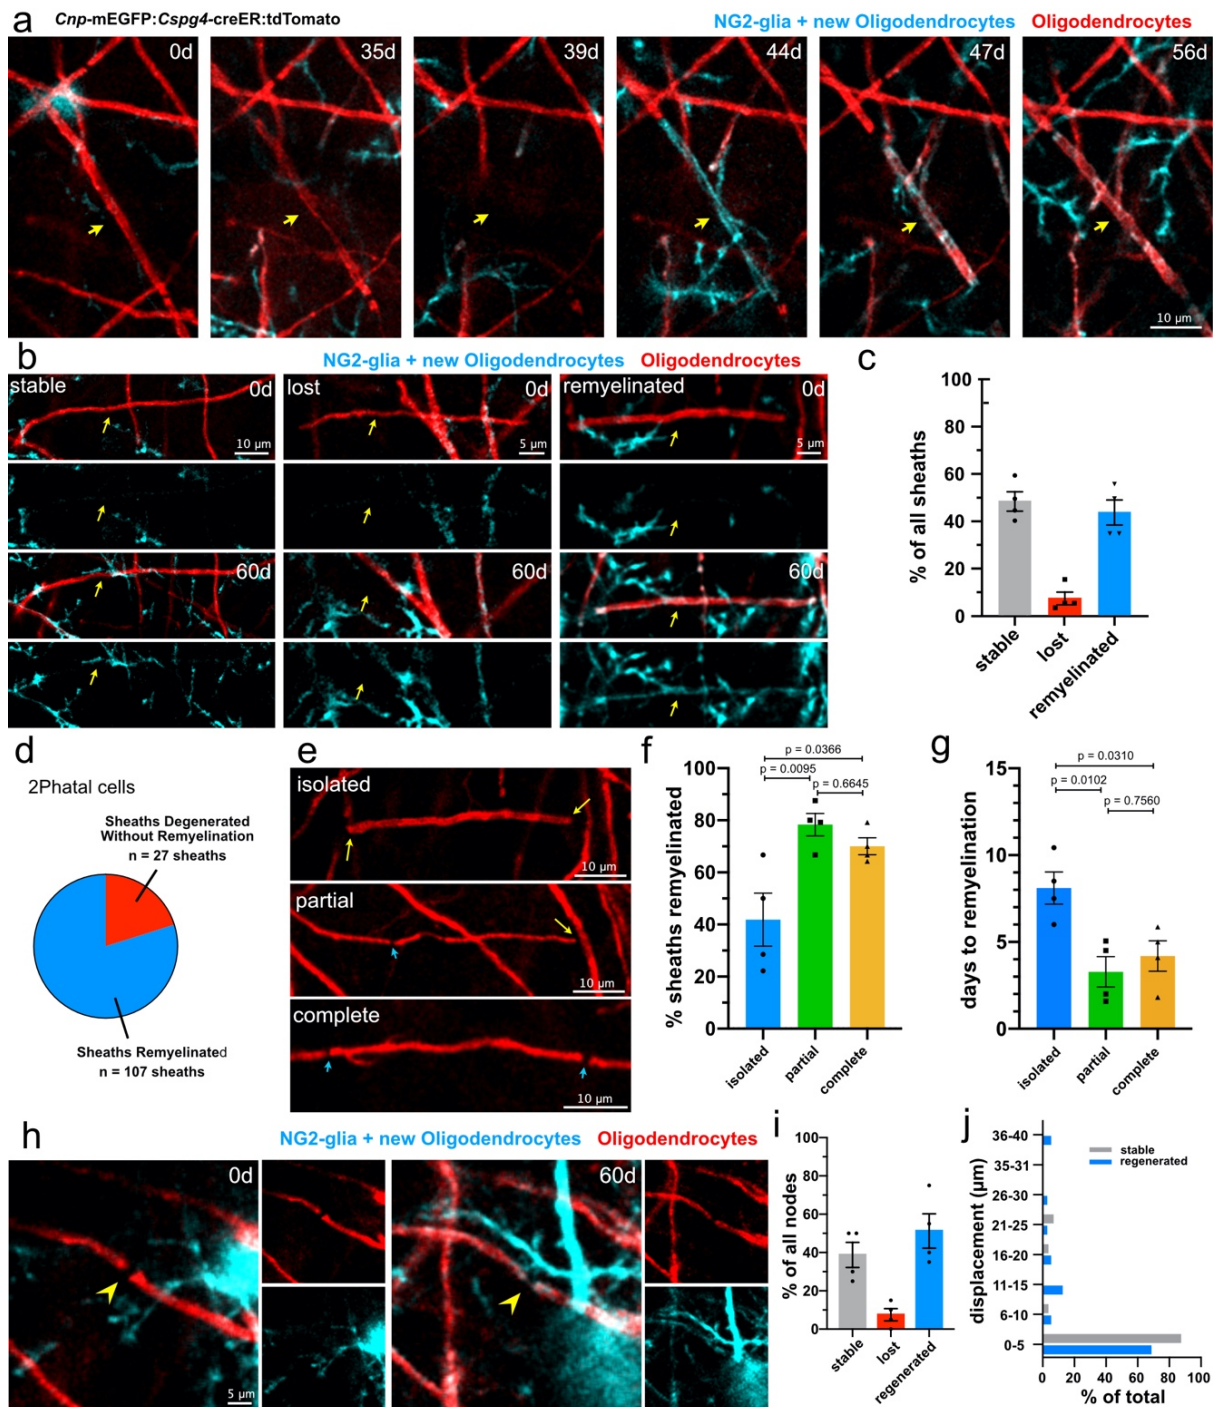 a
Cnp-mEGFP:Cspg4-creER:tdTomato
NG2-glia + new Oligodendrocytes Oligodendrocytes
0d
35d
39d
44d
47d
56d
10 µm
b
NG2-glia + new Oligodendrocytes Oligodendrocytes
stable
0d
10 µm
60d
lost
0d
5 µm
60d
remyelinated
0d
5 µm
60d
c
% of all sheaths
100
80
60
40
20
0
stable
lost
remyelinated
d
2Phatal cells
Sheaths Degenerated
Without Remyelination
n = 27 sheaths
Sheaths Remyelinated
n = 107 sheaths
e
isolated
10 µm
partial
10 µm
complete
10 µm
f
% sheaths remyelinated
p = 0.0366
p = 0.0095
p = 0.6645
100
80
60
40
20
0
isolated
partial
complete
g
days to remyelination
p = 0.0310
p = 0.0102
p = 0.7560
15
10
5
0
isolated
partial
complete
h
NG2-glia + new Oligodendrocytes Oligodendrocytes
0d
5 µm
60d
i
% of all nodes
100
80
60
40
20
0
stable
lost
regenerated
j
displacement (µm)
36-40
35-31
26-30
21-25
16-20
11-15
6-10
0-5
stable
regenerated
0 20 40 60 80 100
% of total